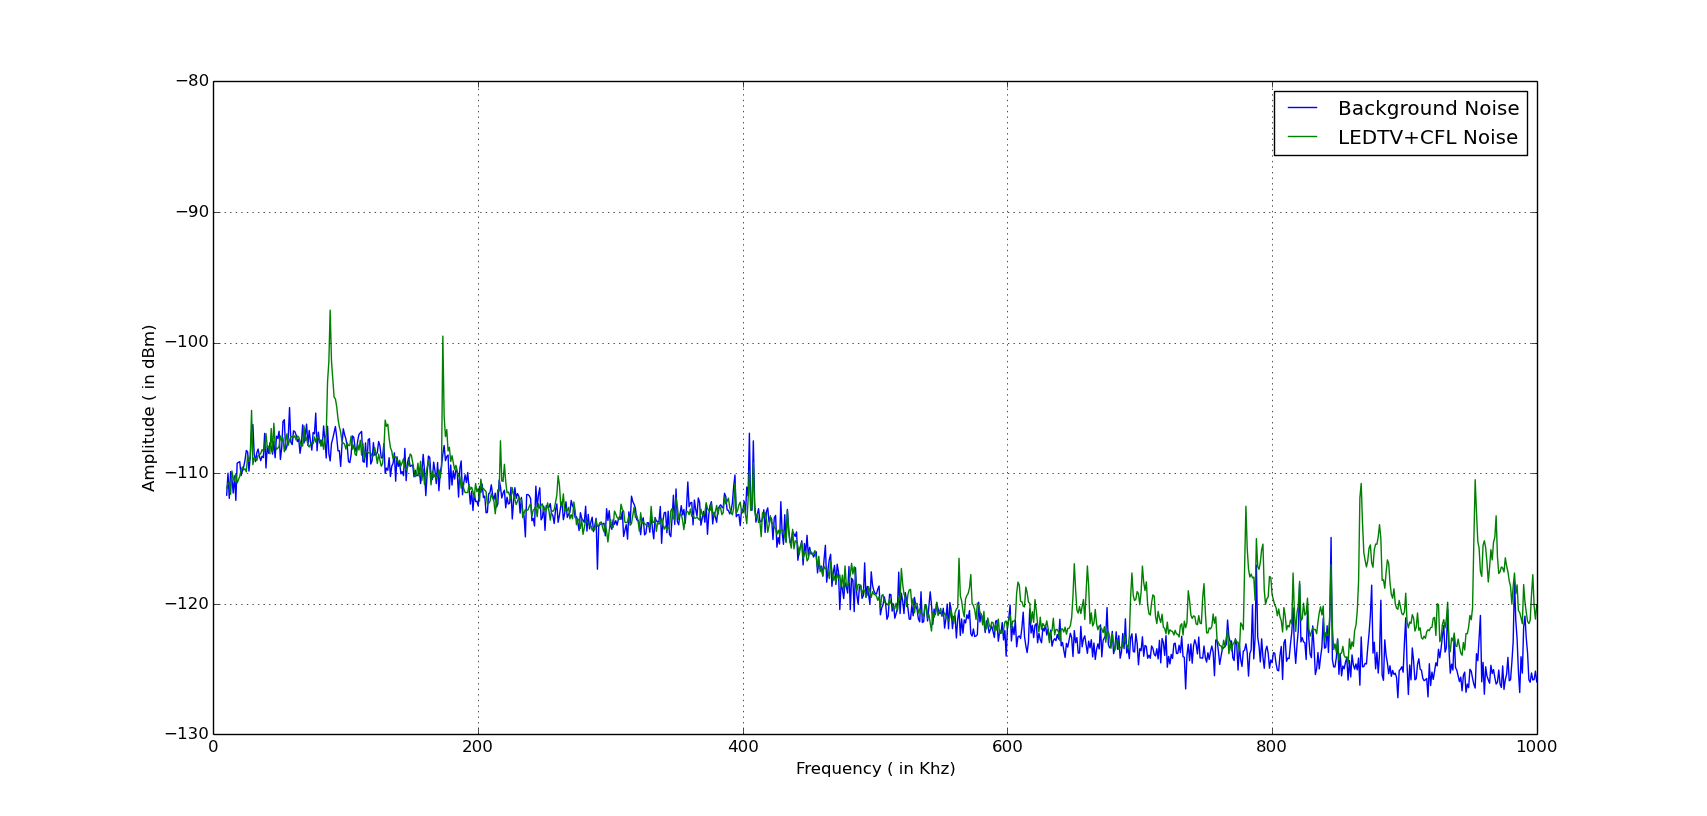 −80
Background Noise
LEDTV+CFL Noise
−90
−100
−110
−120
−130
Amplitude ( in dBm)
0 200 400 600 800 1000
Frequency ( in Khz)